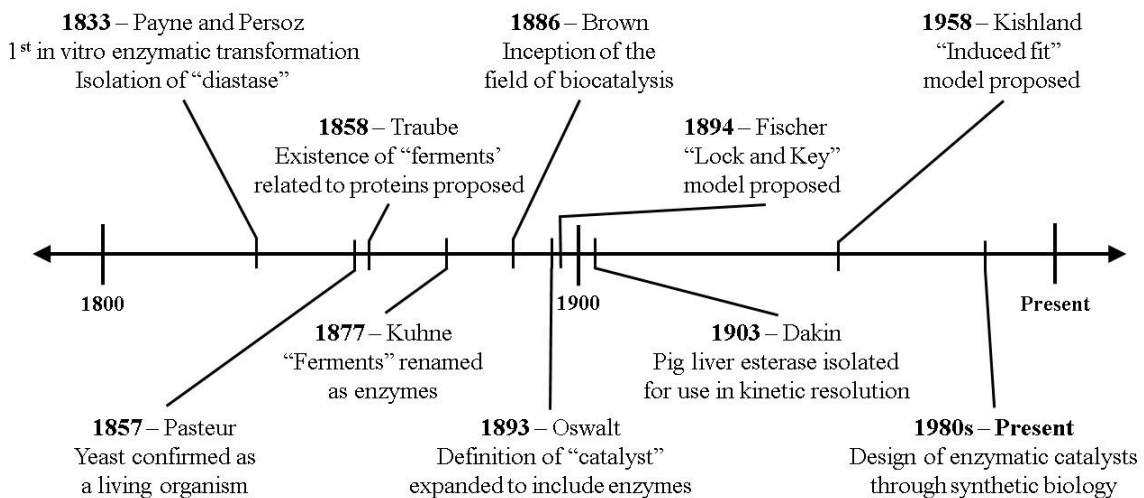 1833 – Payne and Persoz
1st in vitro enzymatic transformation
Isolation of “diastase”
1886 – Brown
Inception of the
field of biocatalysis
1958 – Kishland
“Induced fit”
model proposed
1858 – Traube
Existence of “ferments’
related to proteins proposed
1894 – Fischer
“Lock and Key”
model proposed
1800
1900
Present
1877 – Kuhne
“Ferments” renamed
as enzymes
1903 – Dakin
Pig liver esterase isolated
for use in kinetic resolution
1857 – Pasteur
Yeast confirmed as
a living organism
1893 – Oswalt
Definition of “catalyst”
expanded to include enzymes
1980s – Present
Design of enzymatic catalysts
through synthetic biology